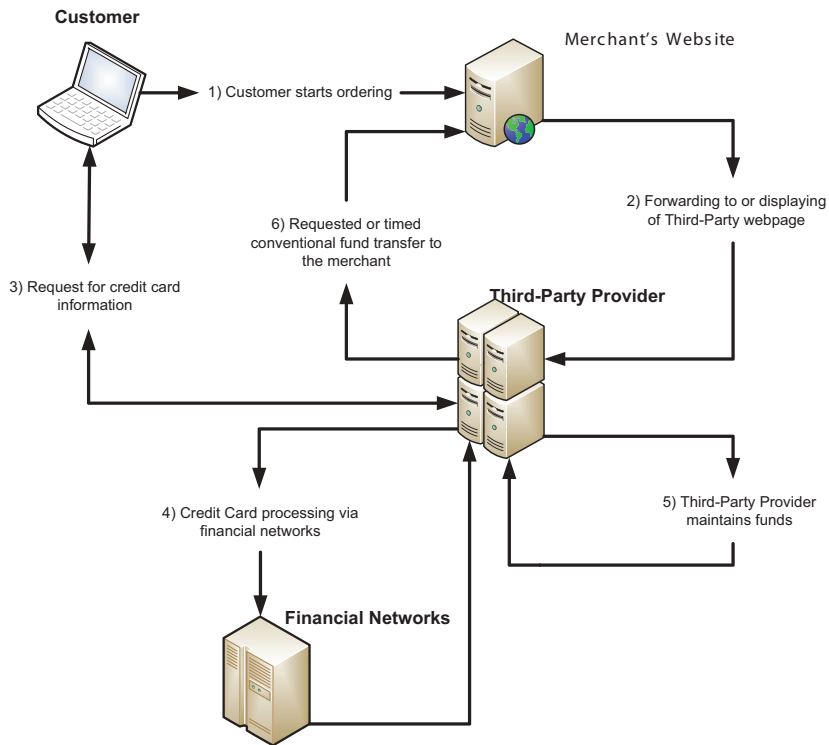 Customer
Merchant's Website
1) Customer starts ordering
2) Forwarding to or displaying
of Third-Party webpage
6) Requested or timed
conventional fund transfer to
the merchant
3) Request for credit card
information
Third-Party Provider
4) Credit Card processing via
financial networks
5) Third-Party Provider
maintains funds
Financial Networks